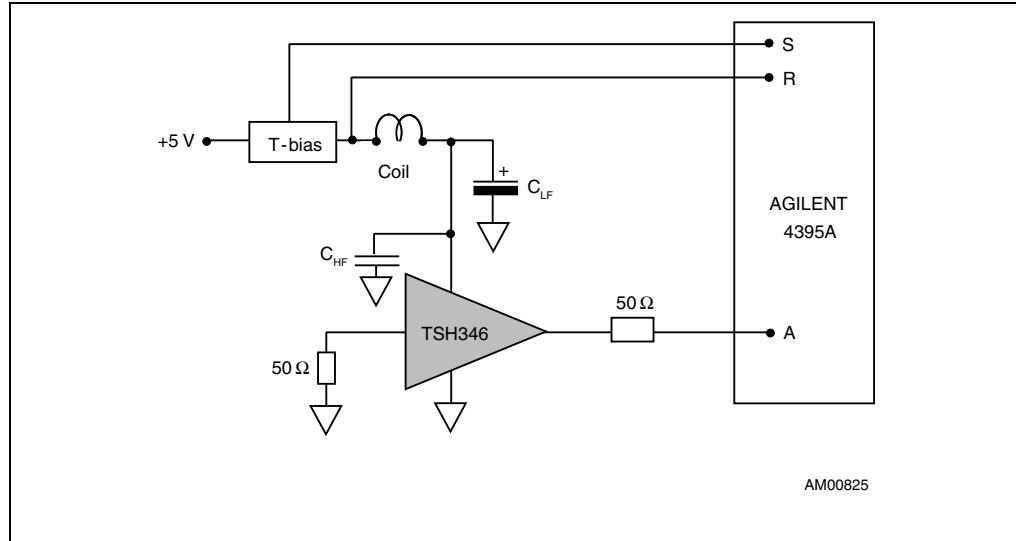 S
R
+5 V
T-bias
Coil
+
C_LF
AGILENT
4395A
C_HF
50 Ω
TSH346
A
50 Ω
AM00825